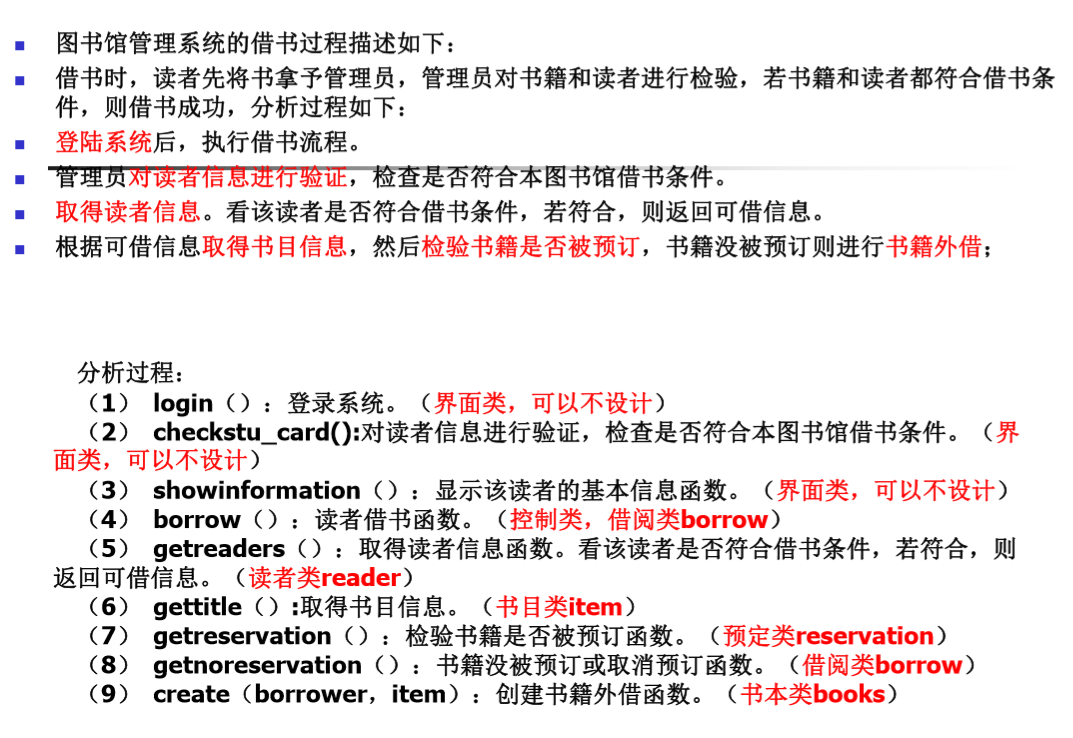 图书馆管理系统的借书过程描述如下：
借书时，读者先将书拿予管理员，管理员对书籍和读者进行检验，若书籍和读者都符合借书条
件，则借书成功，分析过程如下：
登陆系统后，执行借书流程。
管理员对读者信息进行验证，检查是否符合本图书馆借书条件。
取得读者信息。看该读者是否符合借书条件，若符合，则返回可借信息。
根据可借信息取得书目信息，然后检验书籍是否被预订，书籍没被预订则进行书籍外借；
分析过程：
（1） login（）：登录系统。（界面类，可以不设计）
（2） checkstu_card():对读者信息进行验证，检查是否符合本图书馆借书条件。（界
面类，可以不设计）
（3） showinformation（）：显示该读者的基本信息函数。（界面类，可以不设计）
（4） borrow（）：读者借书函数。（控制类，借阅类borrow）
（5） getreaders（）：取得读者信息函数。看该读者是否符合借书条件，若符合，则
返回可借信息。（读者类reader）
（6） gettitle（）:取得书目信息。（书目类item）
（7） getreservation（）：检验书籍是否被预订函数。（预定类reservation）
（8） getnoreservation（）：书籍没被预订或取消预订函数。（借阅类borrow）
（9） create（borrower，item）：创建书籍外借函数。（书本类books）